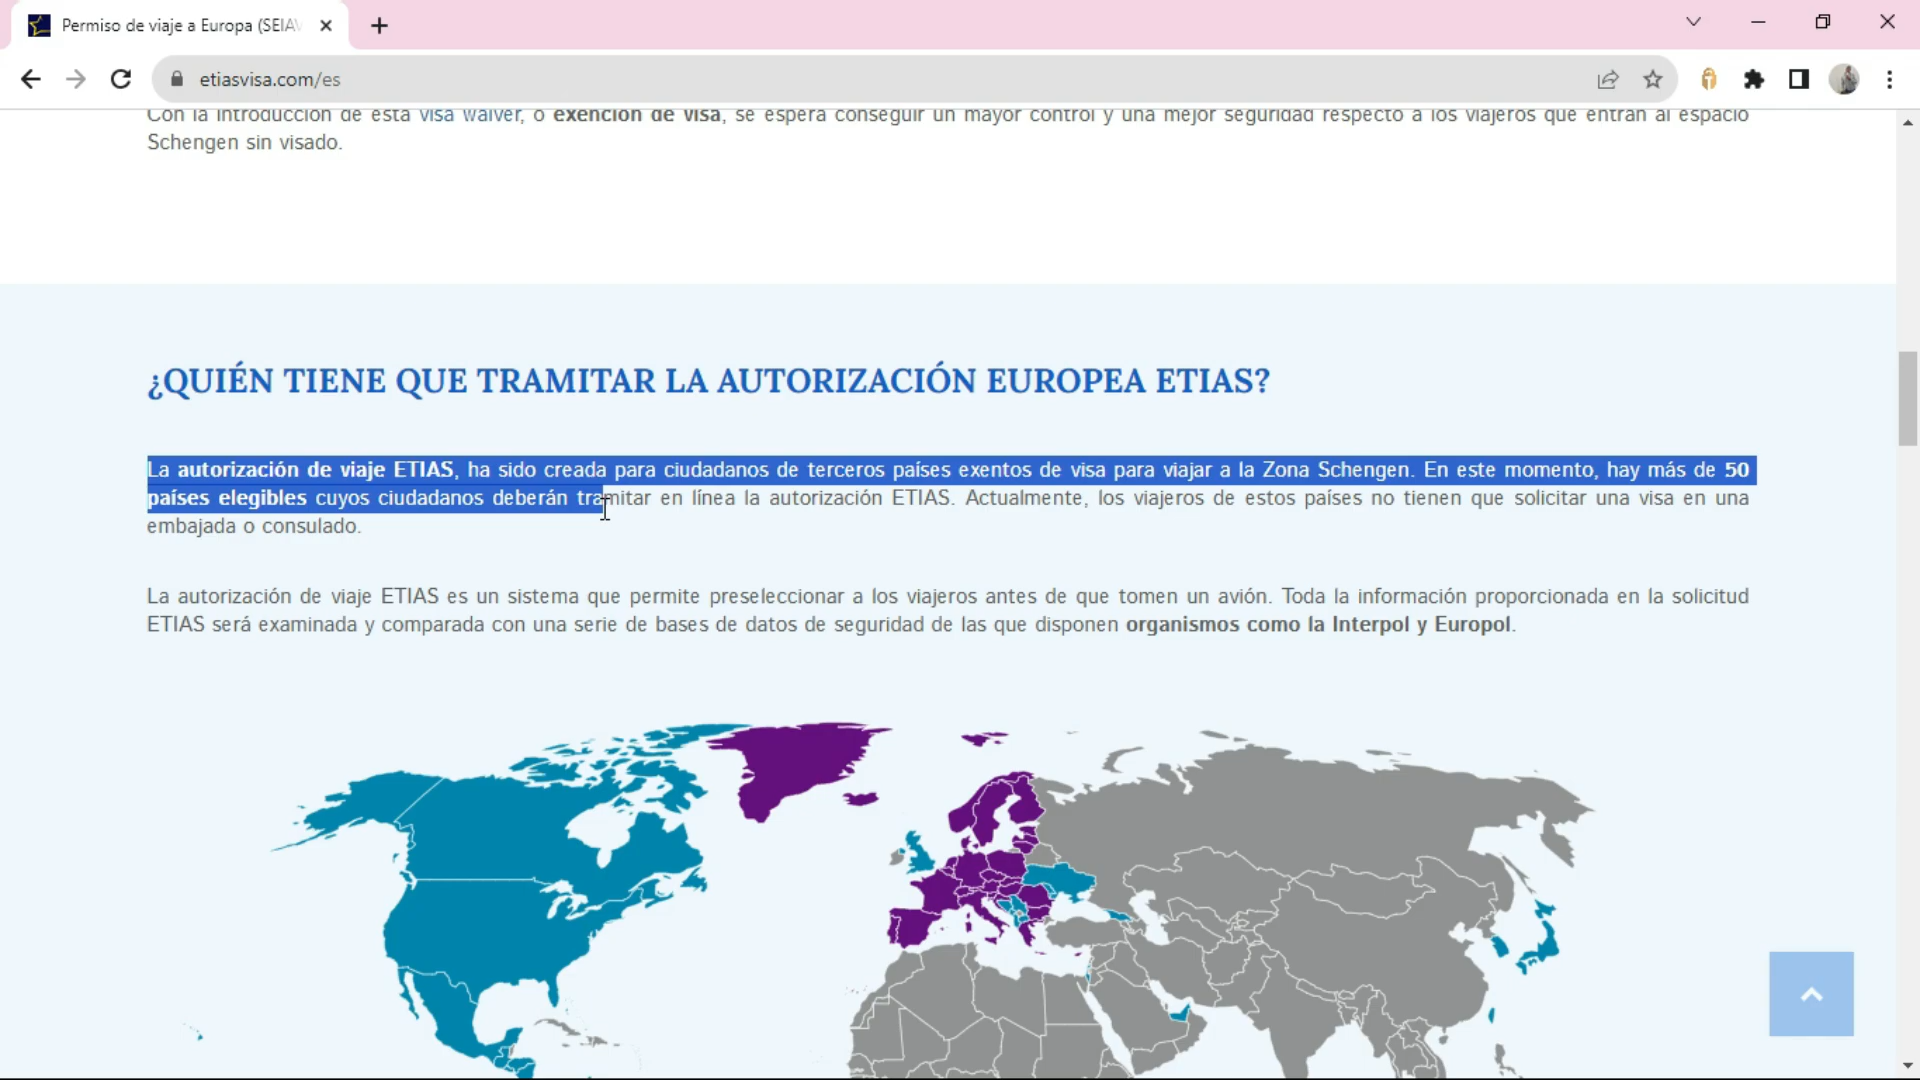 Permiso de viaje a Europa (SEIAV
etiasvisa.com/es
Con la introducción de esta visa waiver, o exención de visa, se espera conseguir un mayor control y una mejor seguridad respecto a los viajeros que entran al espacio
Schengen sin visado.
¿QUIÉN TIENE QUE TRAMITAR LA AUTORIZACIÓN EUROPEA ETIAS?
La autorización de viaje ETIAS, ha sido creada para ciudadanos de terceros países exentos de visa para viajar a la Zona Schengen. En este momento, hay más de 50
países elegibles cuyos ciudadanos deberán tramitar en línea la autorización ETIAS. Actualmente, los viajeros de estos países no tienen que solicitar una visa en una
embajada o consulado.
La autorización de viaje ETIAS es un sistema que permite preseleccionar a los viajeros antes de que tomen un avión. Toda la información proporcionada en la solicitud
ETIAS será examinada y comparada con una serie de bases de datos de seguridad de las que disponen organismos como la Interpol y Europol.